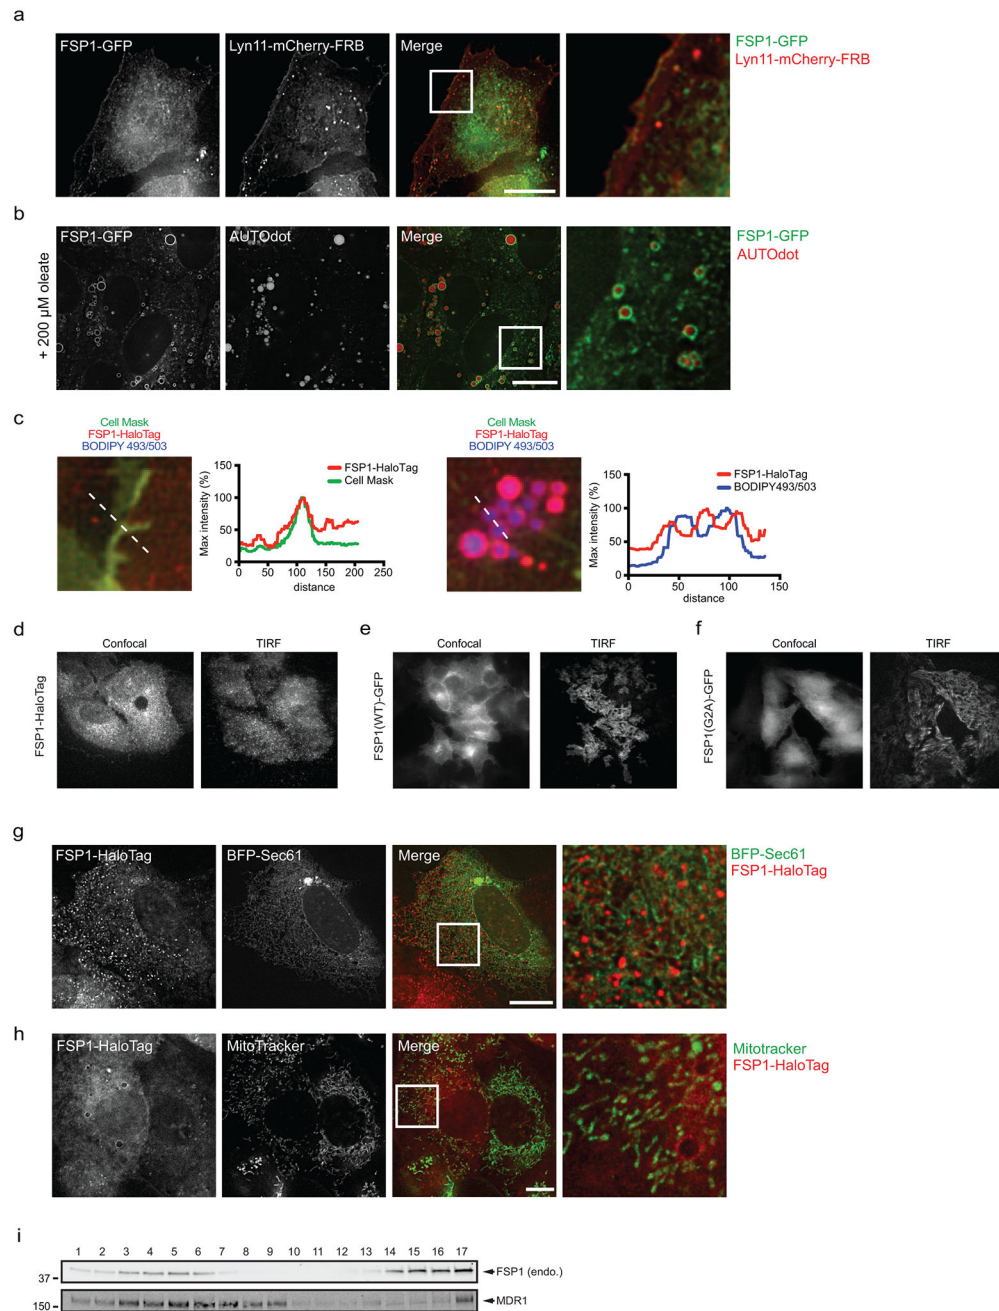 a
FSP1-GFP
Lyn11-mCherry-FRB
Merge
FSP1-GFP
Lyn11-mCherry-FRB
b
+ 200 µM oleate
FSP1-GFP
AUTOdot
Merge
FSP1-GFP
AUTOdot
c
Cell Mask
FSP1-HaloTag
BODIPY 493/503
Max intensity (%)
150
100
50
0
0 50 100 150 200 250
distance
FSP1-HaloTag
Cell Mask
Cell Mask
FSP1-HaloTag
BODIPY 493/503
Max intensity (%)
150
100
50
0
0 50 100 150
distance
FSP1-HaloTag
BODIPY493/503
d
Confocal
TIRF
FSP1-HaloTag
e
Confocal
TIRF
FSP1(WT)-GFP
f
Confocal
TIRF
FSP1(G2A)-GFP
g
FSP1-HaloTag
BFP-Sec61
Merge
BFP-Sec61
FSP1-HaloTag
h
FSP1-HaloTag
MitoTracker
Merge
Mitotracker
FSP1-HaloTag
i
1 2 3 4 5 6 7 8 9 10 11 12 13 14 15 16 17
37
FSP1 (endo.)
150
MDR1